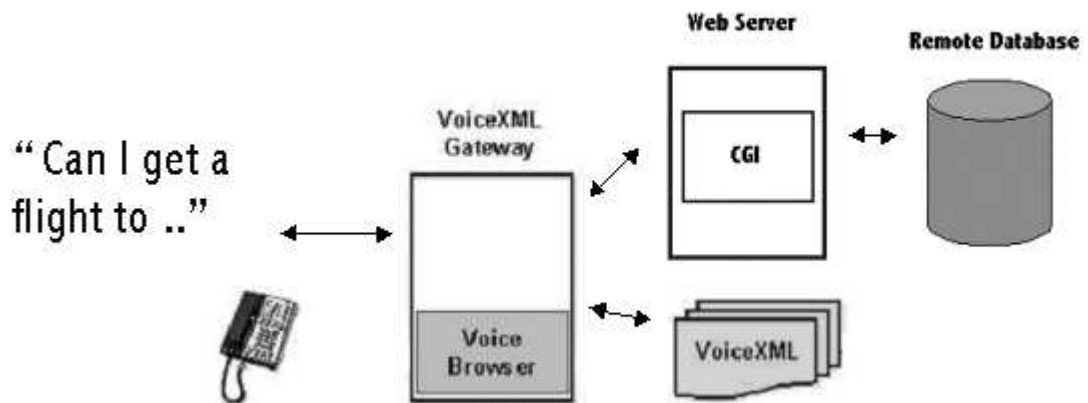 “ Can I get a
flight to ..”
VoiceXML
Gateway
Voice
Browser
Web Server
CGI
Remote Database
VoiceXML